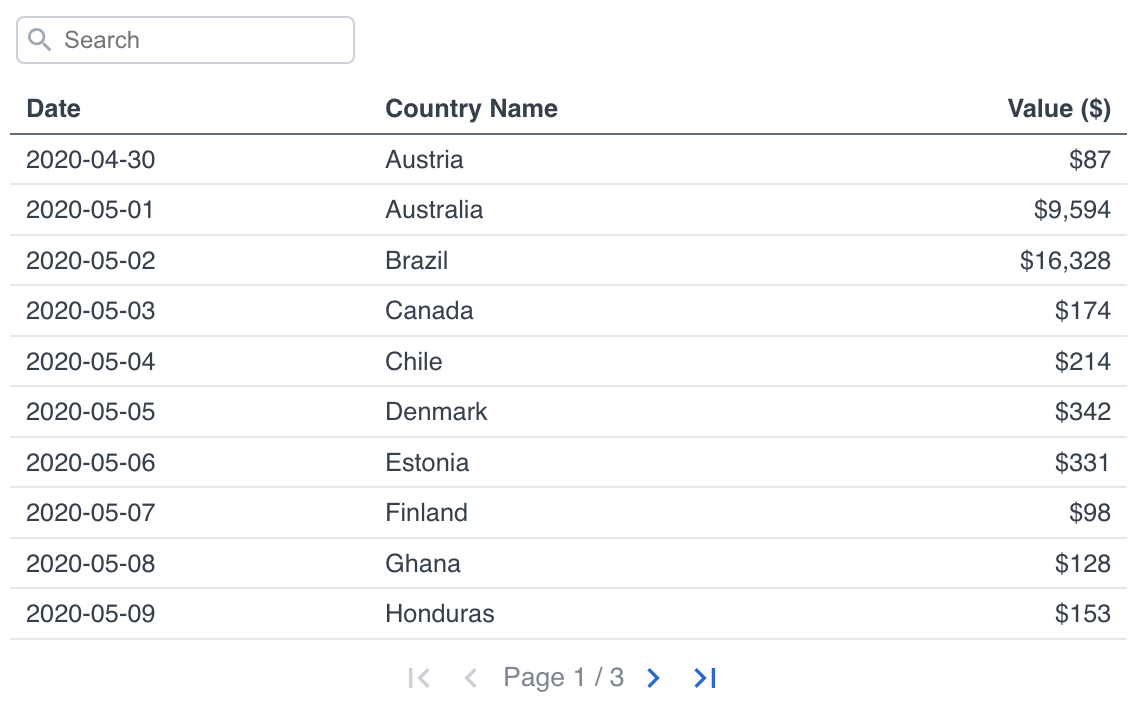 Search
Date Country Name Value ($)
2020-04-30 Austria $87
2020-05-01 Australia $9,594
2020-05-02 Brazil $16,328
2020-05-03 Canada $174
2020-05-04 Chile $214
2020-05-05 Denmark $342
2020-05-06 Estonia $331
2020-05-07 Finland $98
2020-05-08 Ghana $128
2020-05-09 Honduras $153
Page 1 / 3